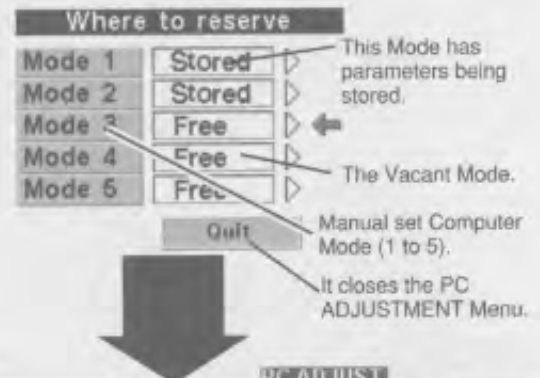 Where to reserve
Mode 1 Stored
This Mode has
parameters being
stored.
Mode 2 Stored
Mode 3 Free
Mode 4 Free
The Vacant Mode.
Mode 5 Free
Quit
Manual set Computer
Mode (1 to 5).
It closes the PC
ADJUSTMENT Menu.
PC ADJUST